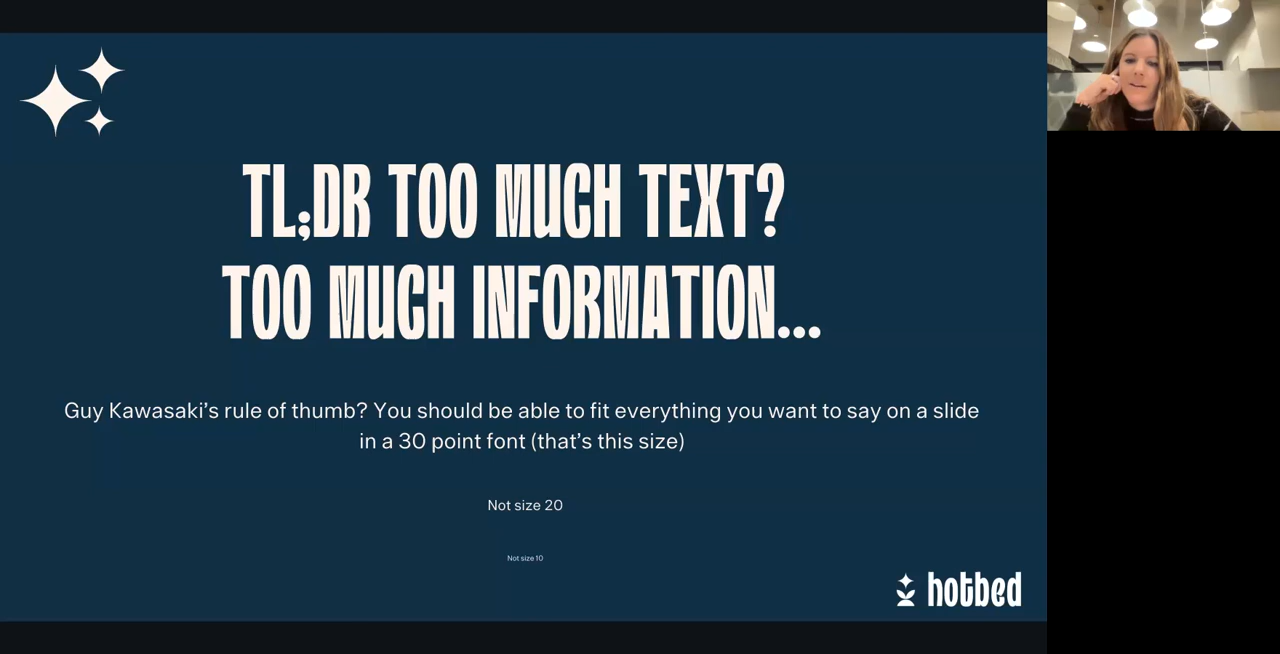 TL;DR TOO MUCH TEXT?
TOO MUCH INFORMATION...
Guy Kawasaki’s rule of thumb? You should be able to fit everything you want to say on a slide
in a 30 point font (that’s this size)
Not size 20
Not size 10
hotbed